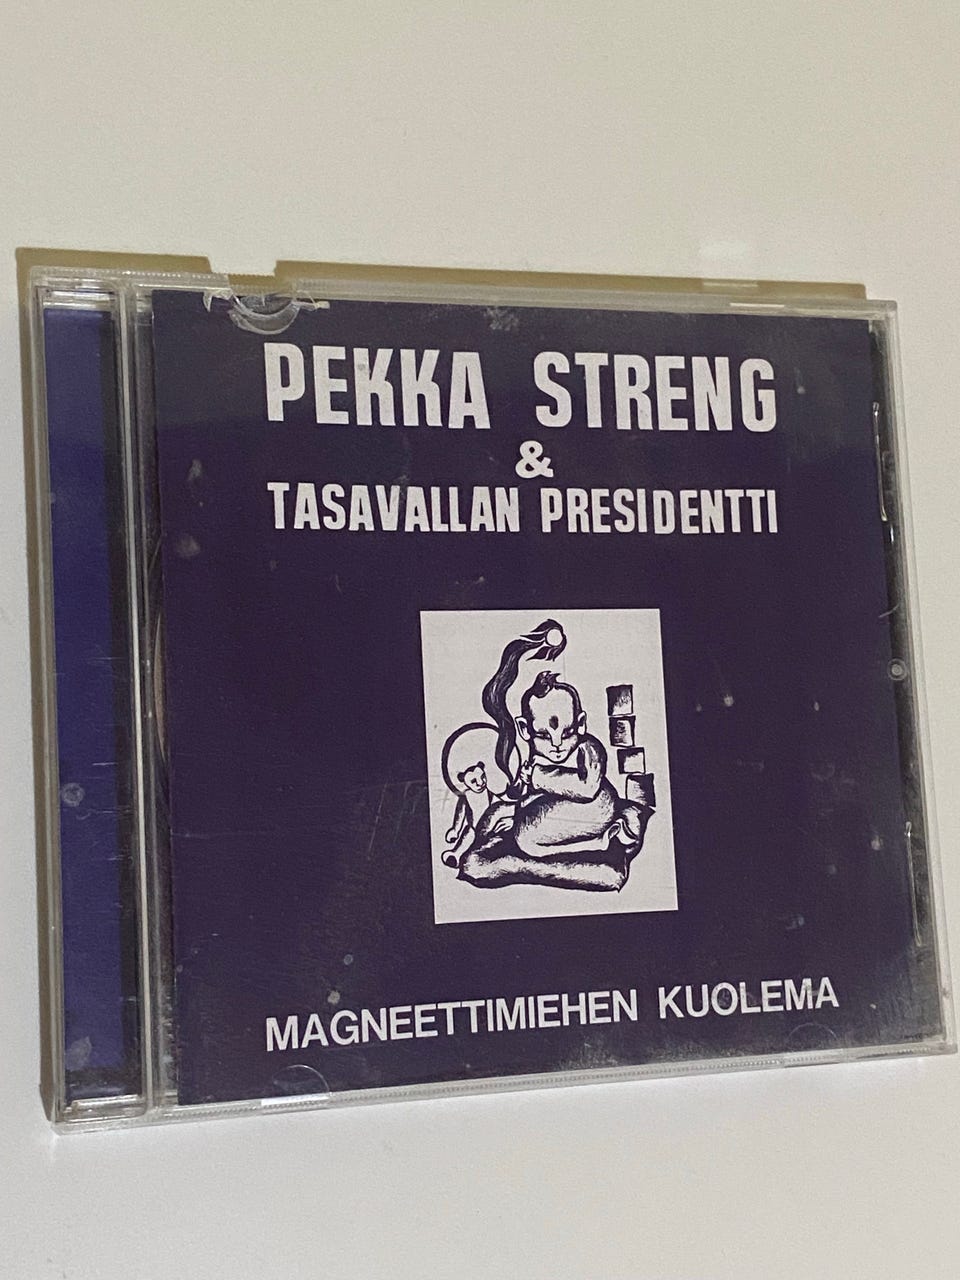 PEKKA STRENG
&
TASAVALLAN PRESIDENTTI
MAGNEETTIMIEHEN KUOLEMA